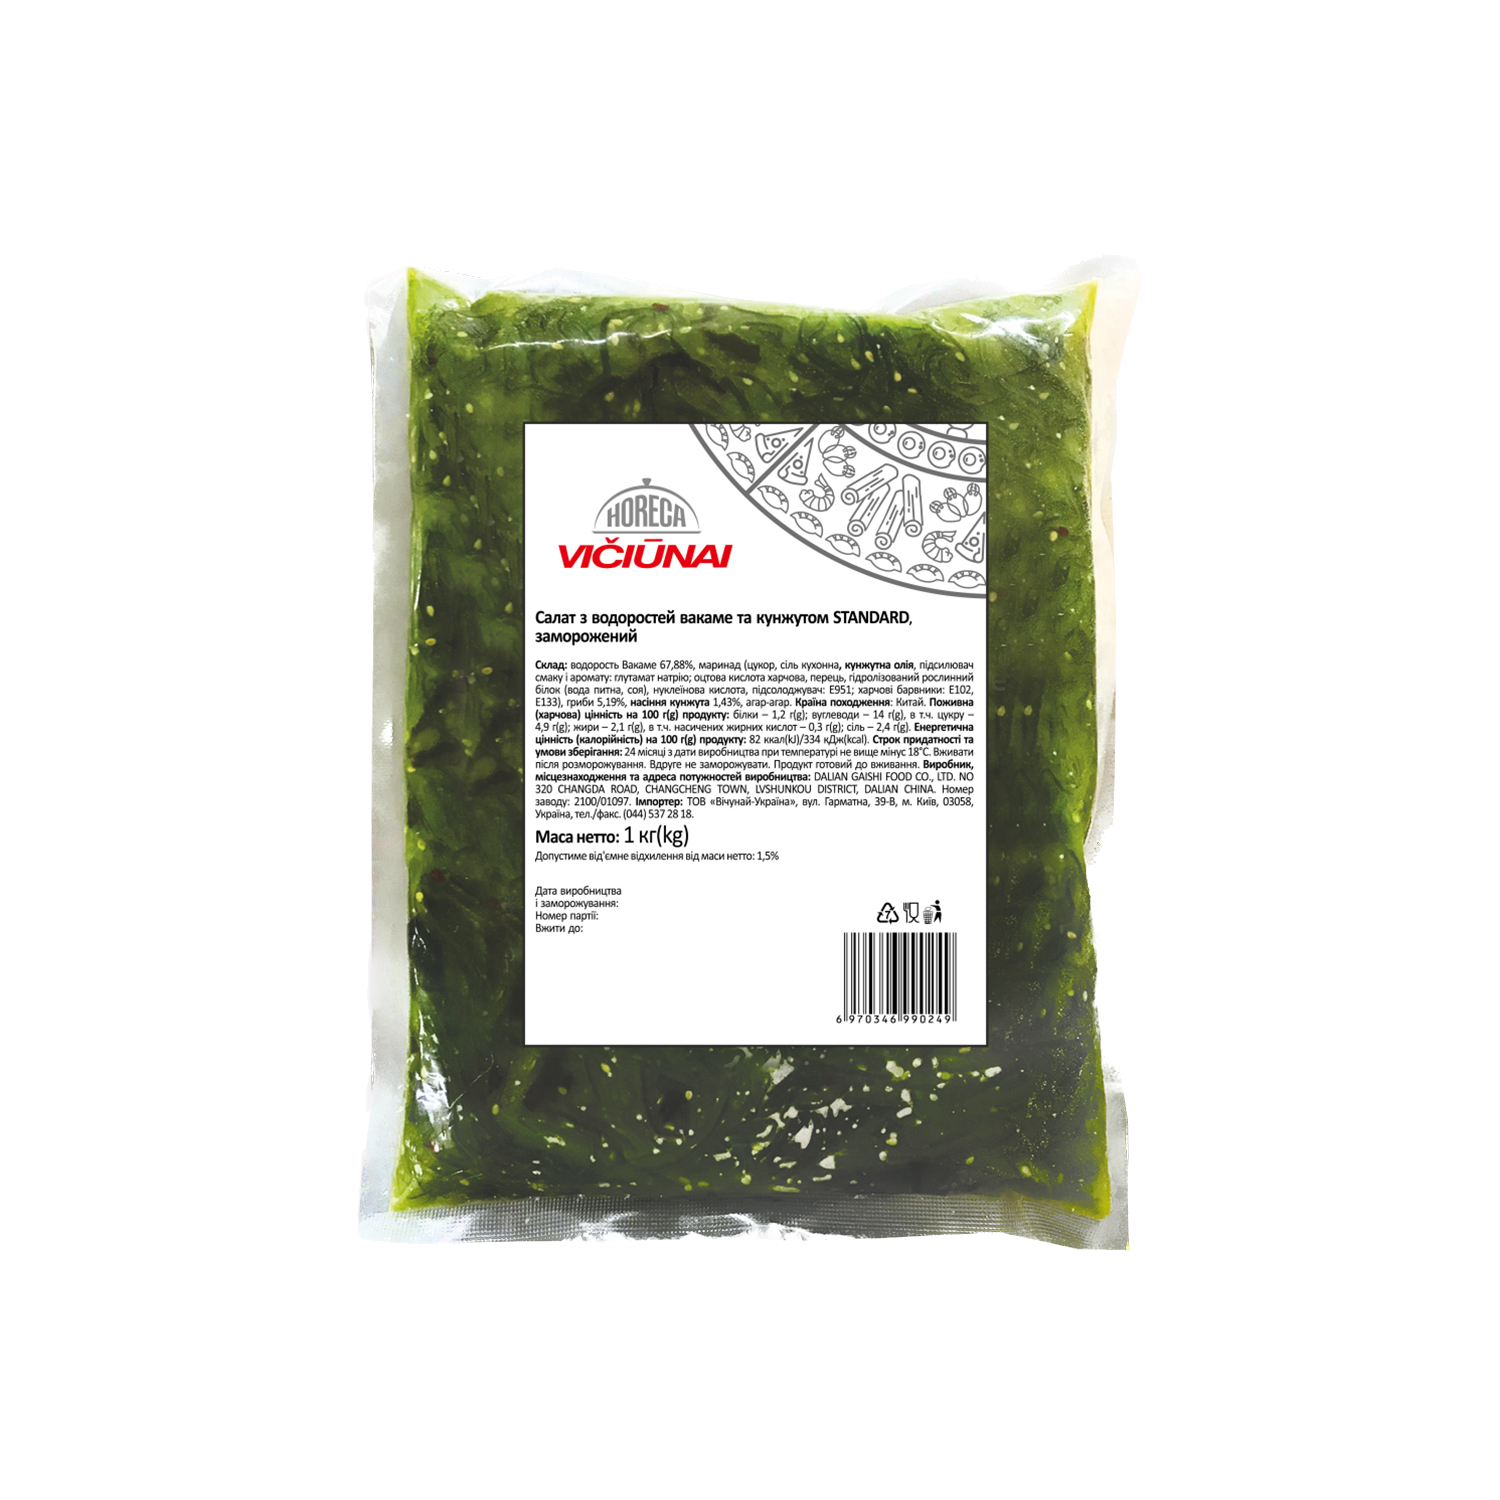 HORECA
VIČIŪNAI
Салат з водоростей вакаме та кунжутом STANDARD,
заморожений
Склад: водорость Вакаме 67,88%, маринад (цукор, сіль кухонна, кунжутна олія, підсилювач
смаку і аромату: глутамат натрію; оцтова кислота харчова, перець, гідролізований рослинний
білок (вода питна, соя), нуклеїнова кислота, підсолоджувач: Е951; харчові барвники: Е102,
Е133), гриби 5,19%, насіння кунжута 1,43%, агар-агар. Країна походження: Китай. Поживна
(харчова) цінність на 100 г(g) продукту: білки – 1,2 г(g); вуглеводи – 14 г(g), в т.ч. цукру –
4,9 г(g); жири – 2,1 г(g), в т.ч. насичених жирних кислот – 0,3 г(g); сіль – 2,4 г(g). Енергетична
цінність (калорійність) на 100 г(g) продукту: 82 ккал(kJ)/334 кДж(kcal). Строк придатності та
умови зберігання: 24 місяці з дати виробництва при температурі не вище мінус 18°С. Вживати
після розморожування. Вдруге не заморожувати. Продукт готовий до вживання. Виробник,
місцезнаходження та адреса потужностей виробництва: DALIAN GAISHI FOOD CO., LTD. NO
320 CHANGDA ROAD, CHANGCHENG TOWN, LVSHUNKOU DISTRICT, DALIAN CHINA. Номер
заводу: 2100/01097. Імпортер: ТОВ «Вічунай-Україна», вул. Гарматна, 39-В, м. Київ, 03058,
Україна, тел./факс. (044) 537 28 18.
Маса нетто: 1 кг(kg)
Допустиме від'ємне відхилення від маси нетто: 1,5%
Дата виробництва
і заморожування:
Номер партії:
Вжити до:
7
6 970346 990249